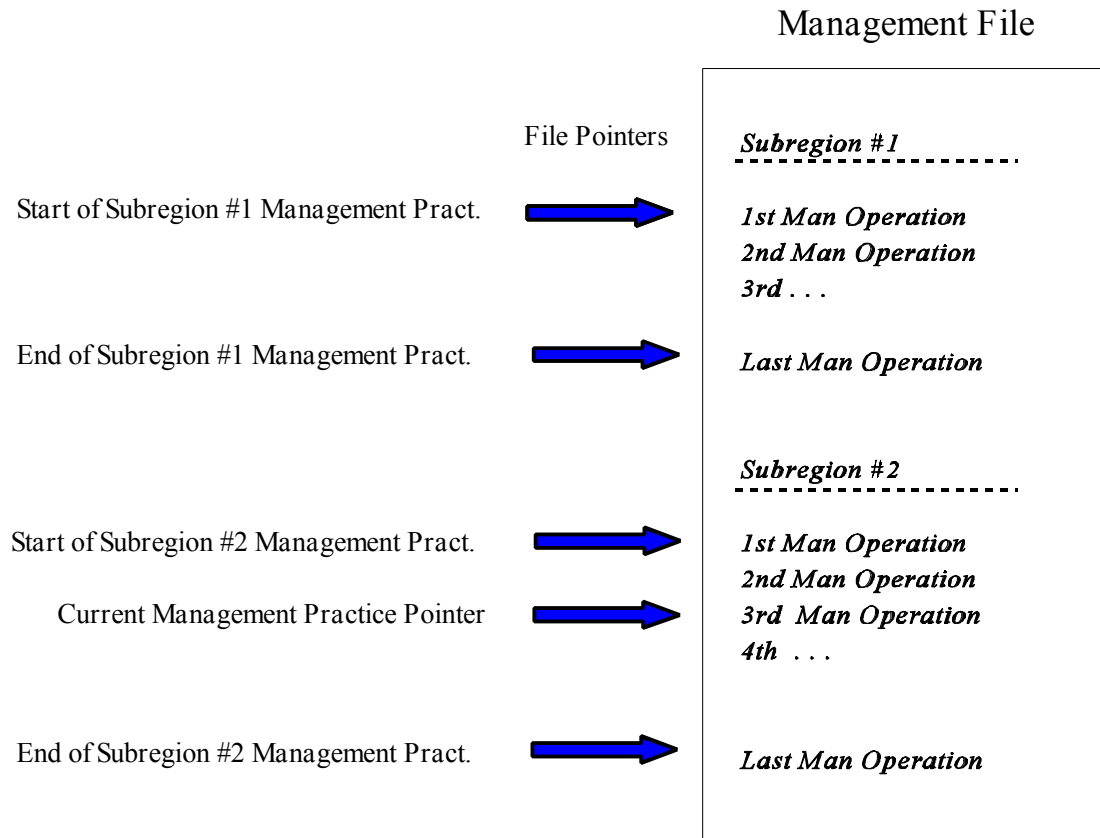 Management File
File Pointers
Subregion #1
Start of Subregion #1 Management Pract.
1st Man Operation
2nd Man Operation
3rd . . .
End of Subregion #1 Management Pract.
Last Man Operation
Subregion #2
Start of Subregion #2 Management Pract.
1st Man Operation
2nd Man Operation
Current Management Practice Pointer
3rd Man Operation
4th . . .
End of Subregion #2 Management Pract.
Last Man Operation